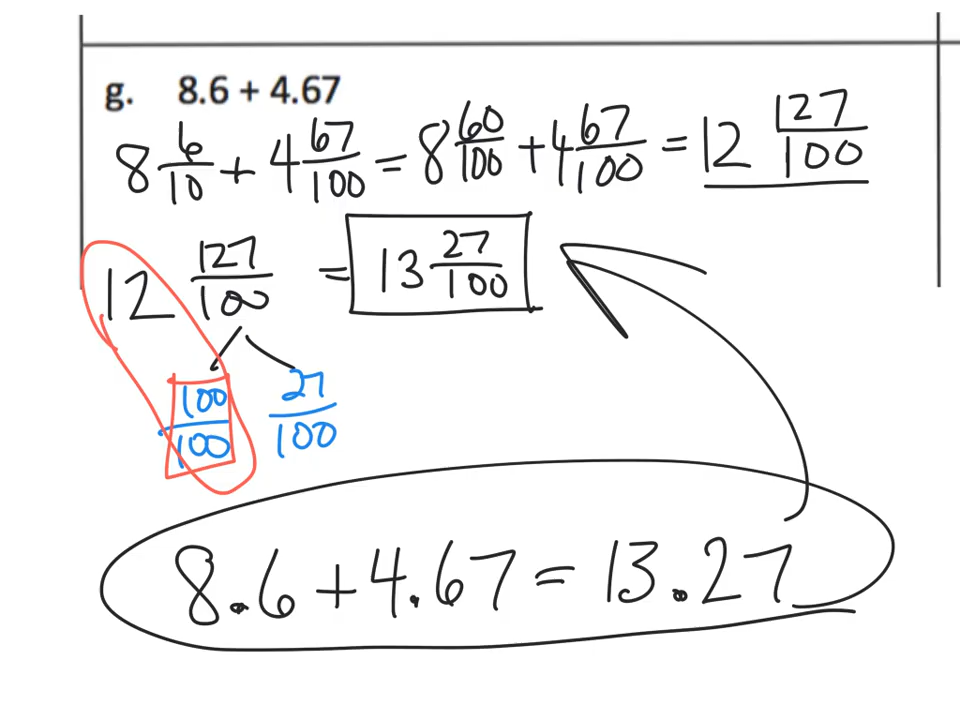 g. 8.6 + 4.67
8 6/10 + 4 67/100 = 8 60/100 + 4 67/100 = 12 127/100
12 127/100 = 13 27/100
100/100 27/100
8.6 + 4.67 = 13.27